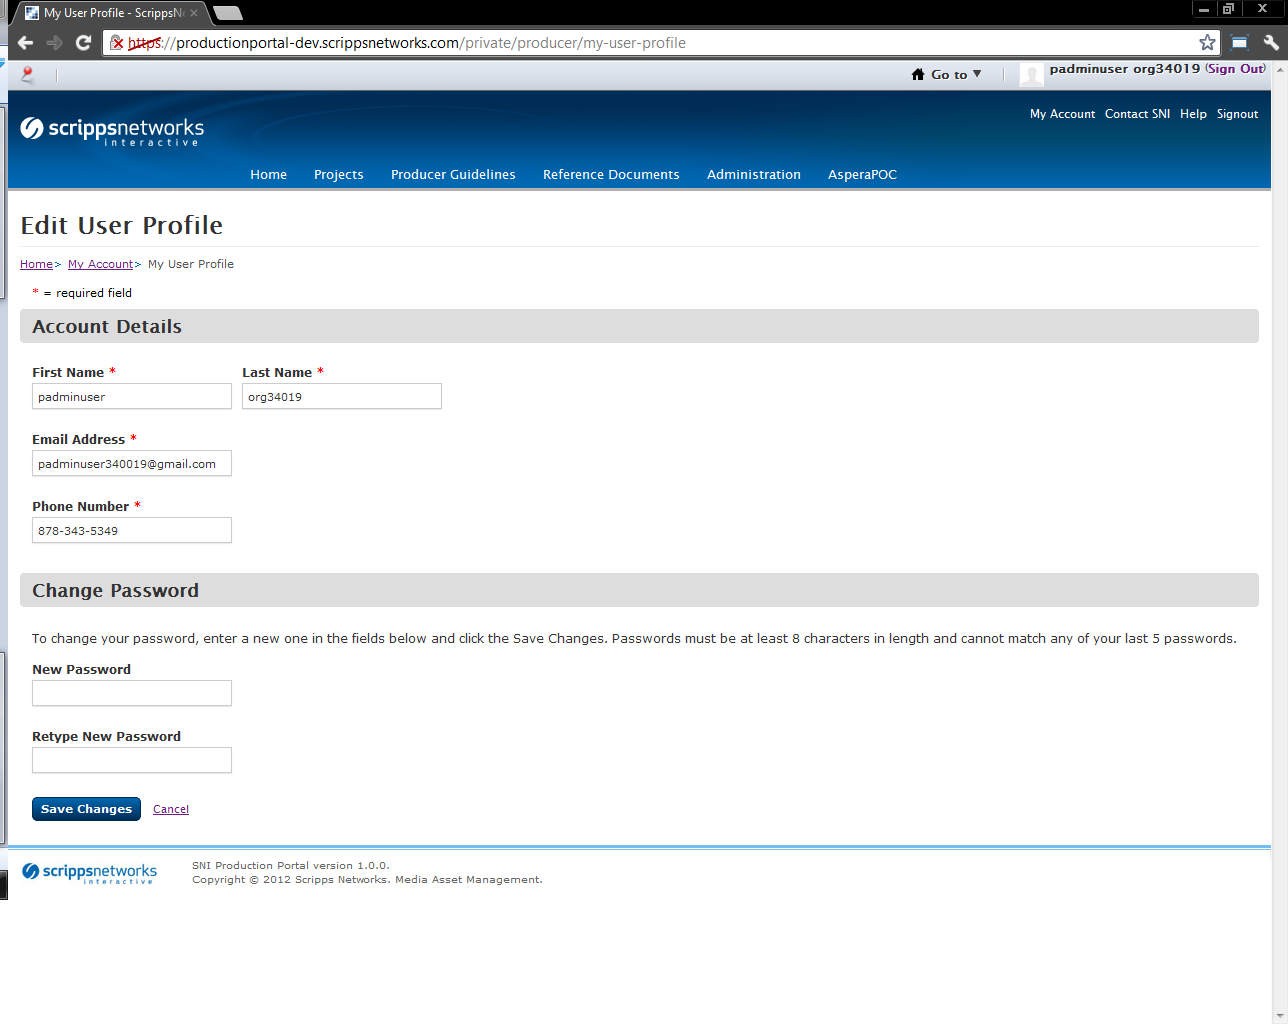 My User Profile - ScrippsN
https://productionportal-dev.scrippsnetworks.com/private/producer/my-user-profile
Go to
padminuser org34019 (Sign Out)
My Account Contact SNI Help Signout
scrippsnetworks
interactive
Home Projects Producer Guidelines Reference Documents Administration AsperaPOC
Edit User Profile
Home> My Account> My User Profile
* = required field
Account Details
First Name * Last Name *
padminuser org34019
Email Address *
padminuser340019@gmail.com
Phone Number *
878-343-5349
Change Password
To change your password, enter a new one in the fields below and click the Save Changes. Passwords must be at least 8 characters in length and cannot match any of your last 5 passwords.
New Password
Retype New Password
Save Changes Cancel
scrippsnetworks
interactive
SNI Production Portal version 1.0.0.
Copyright © 2012 Scripps Networks. Media Asset Management.